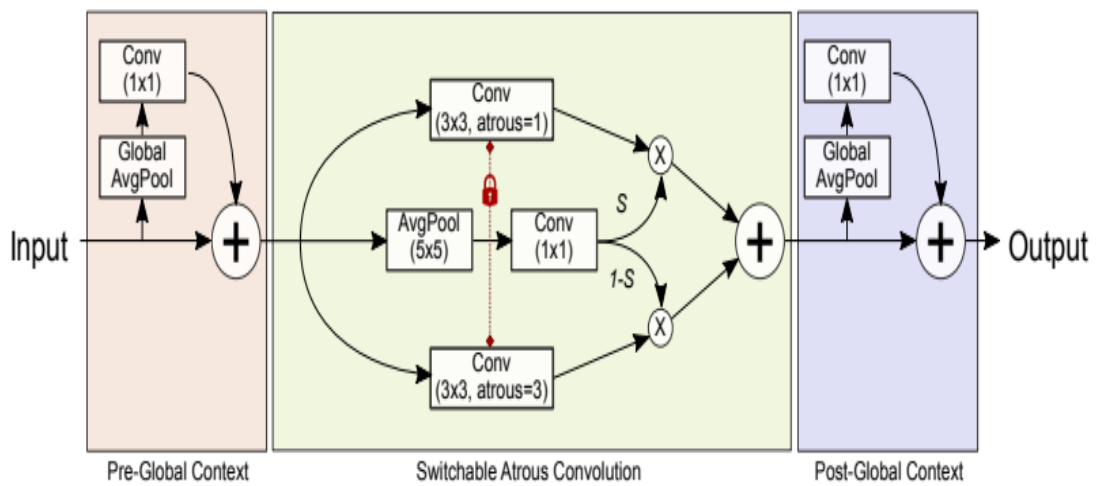 Conv
(1x1)
Global
AvgPool
Input
+
Pre-Global Context
Conv
(3x3, atrous=1)
AvgPool
(5x5)
Conv
(1x1)
S
1-S
X
X
+
Conv
(3x3, atrous=3)
Switchable Atrous Convolution
Conv
(1x1)
Global
AvgPool
+
Output
Post-Global Context